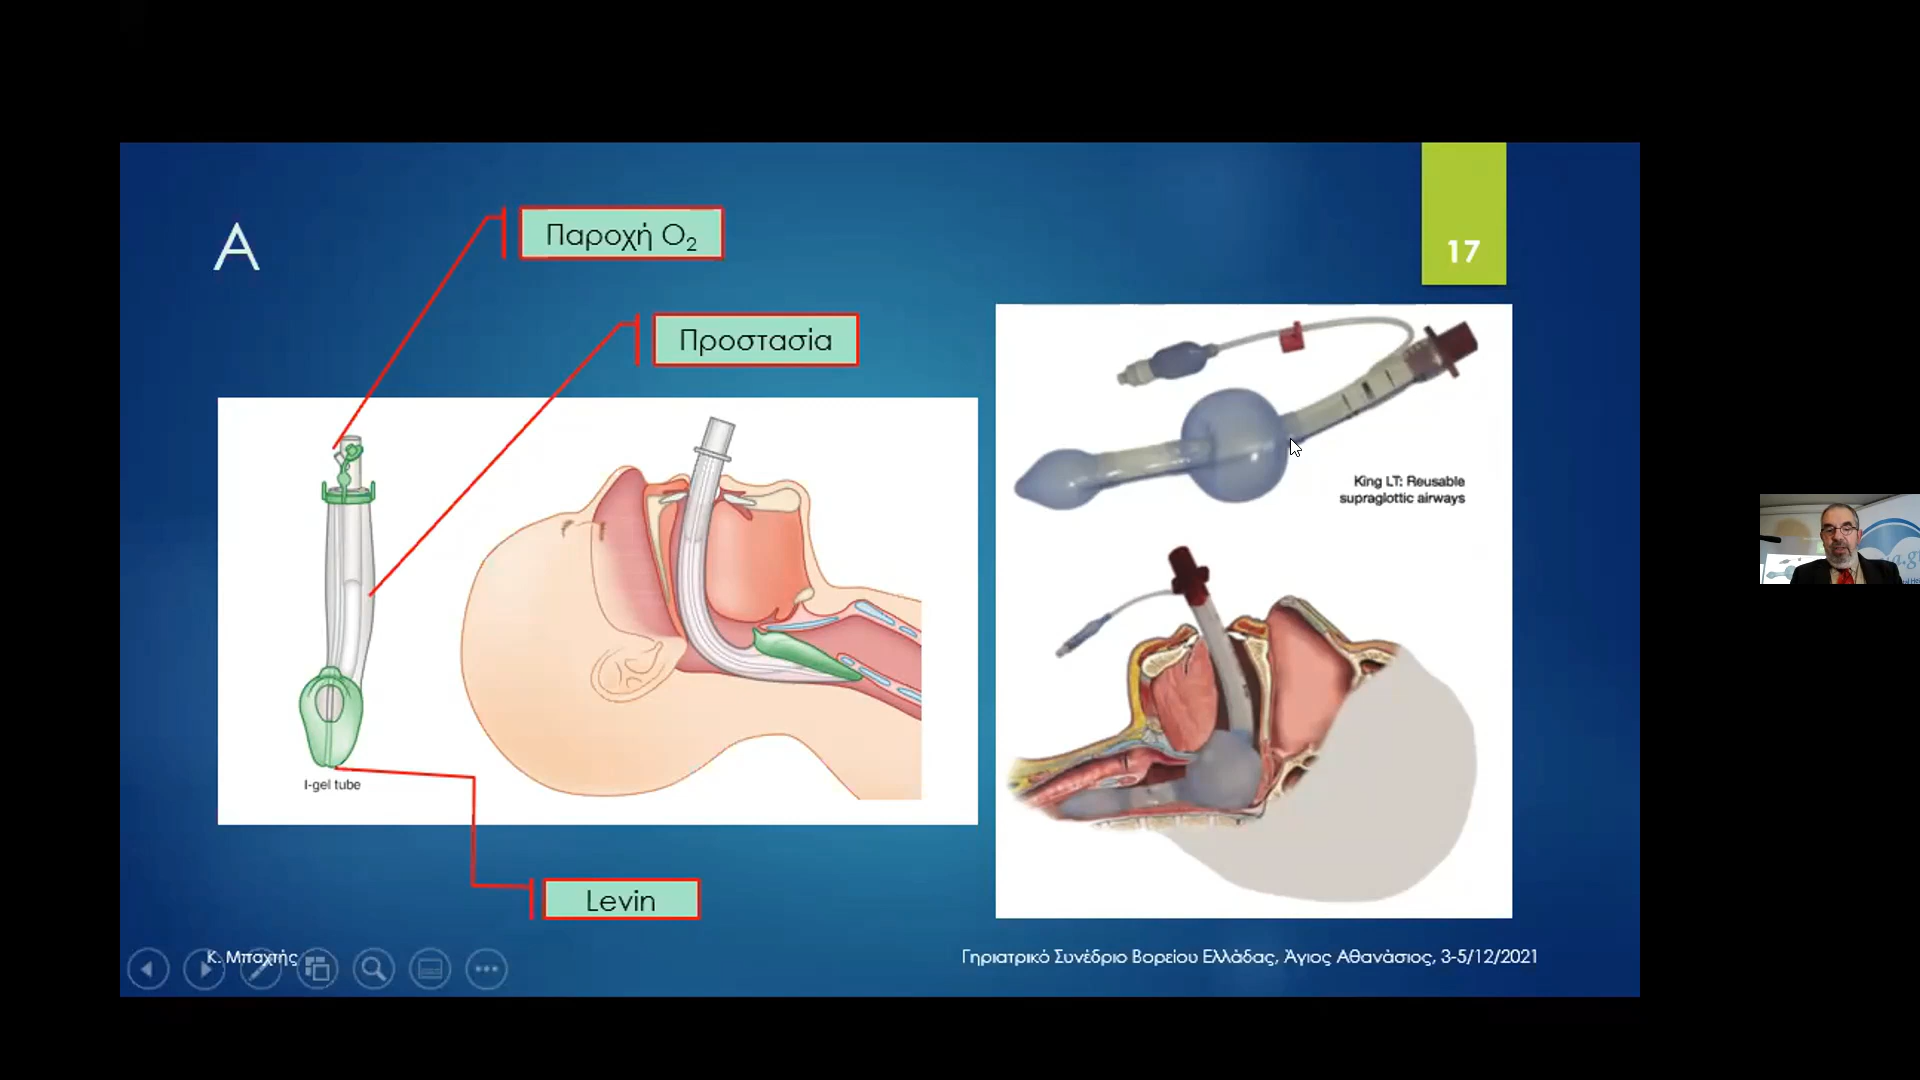 A
Παροχή O₂
17
Προστασία
King LT: Reusable
supraglottic airways
I-gel tube
Levin
Κ. Μπαχτής
Γηριατρικό Συνέδριο Βορείου Ελλάδας, Άγιος Αθανάσιος, 3-5/12/2021